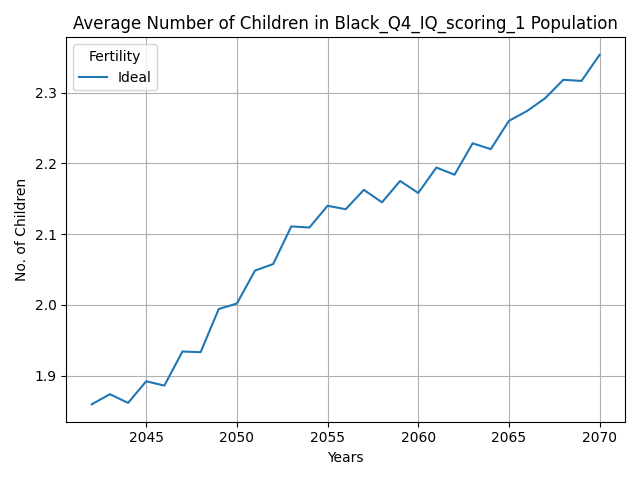 Average Number of Children in Black_Q4_IQ_scoring_1 Population
Fertility
Ideal
No. of Children
2.3
2.2
2.1
2.0
1.9
2045 2050 2055 2060 2065 2070
Years